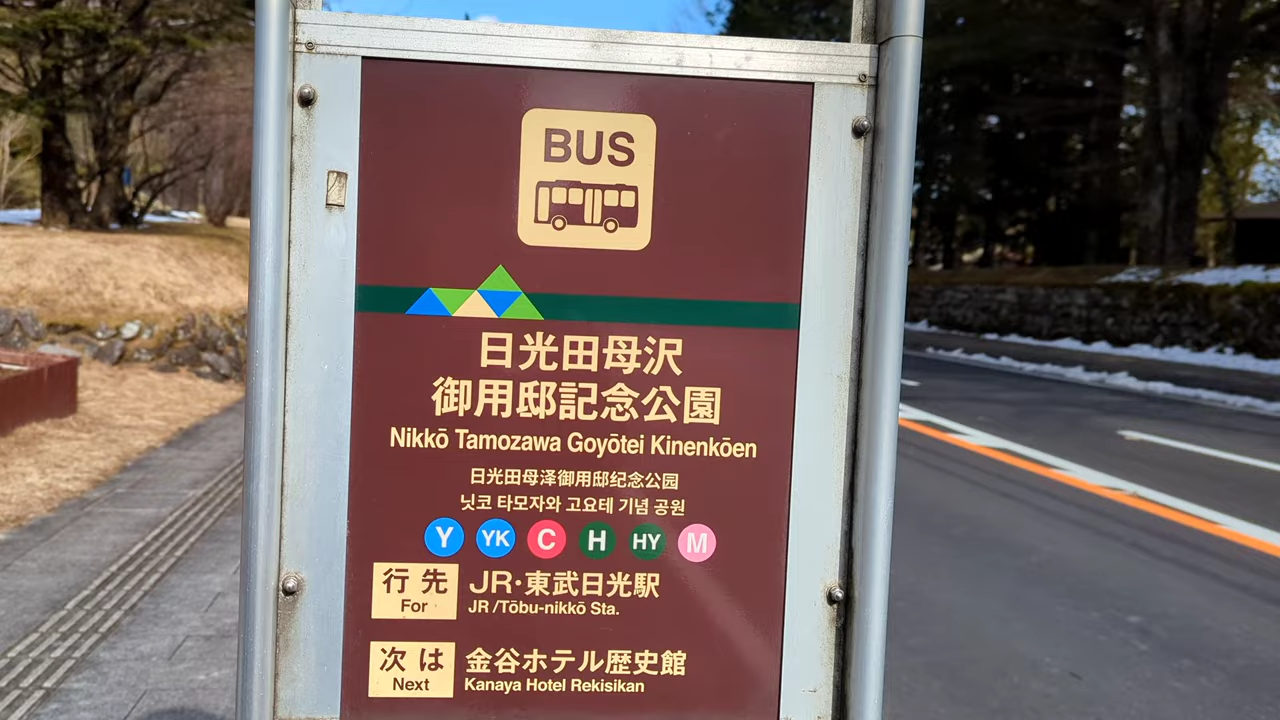 BUS
日光田母沢
御用邸記念公園
Nikkō Tamozawa Goyōtei Kinenkōen
日光田母泽御用邸纪念公园
닛코 타모자와 고요테 기념 공원
Y YK C H HY M
行先 JR・東武日光駅
For JR /Tōbu-nikkō Sta.
次は 金谷ホテル歴史館
Next Kanaya Hotel Rekisikan